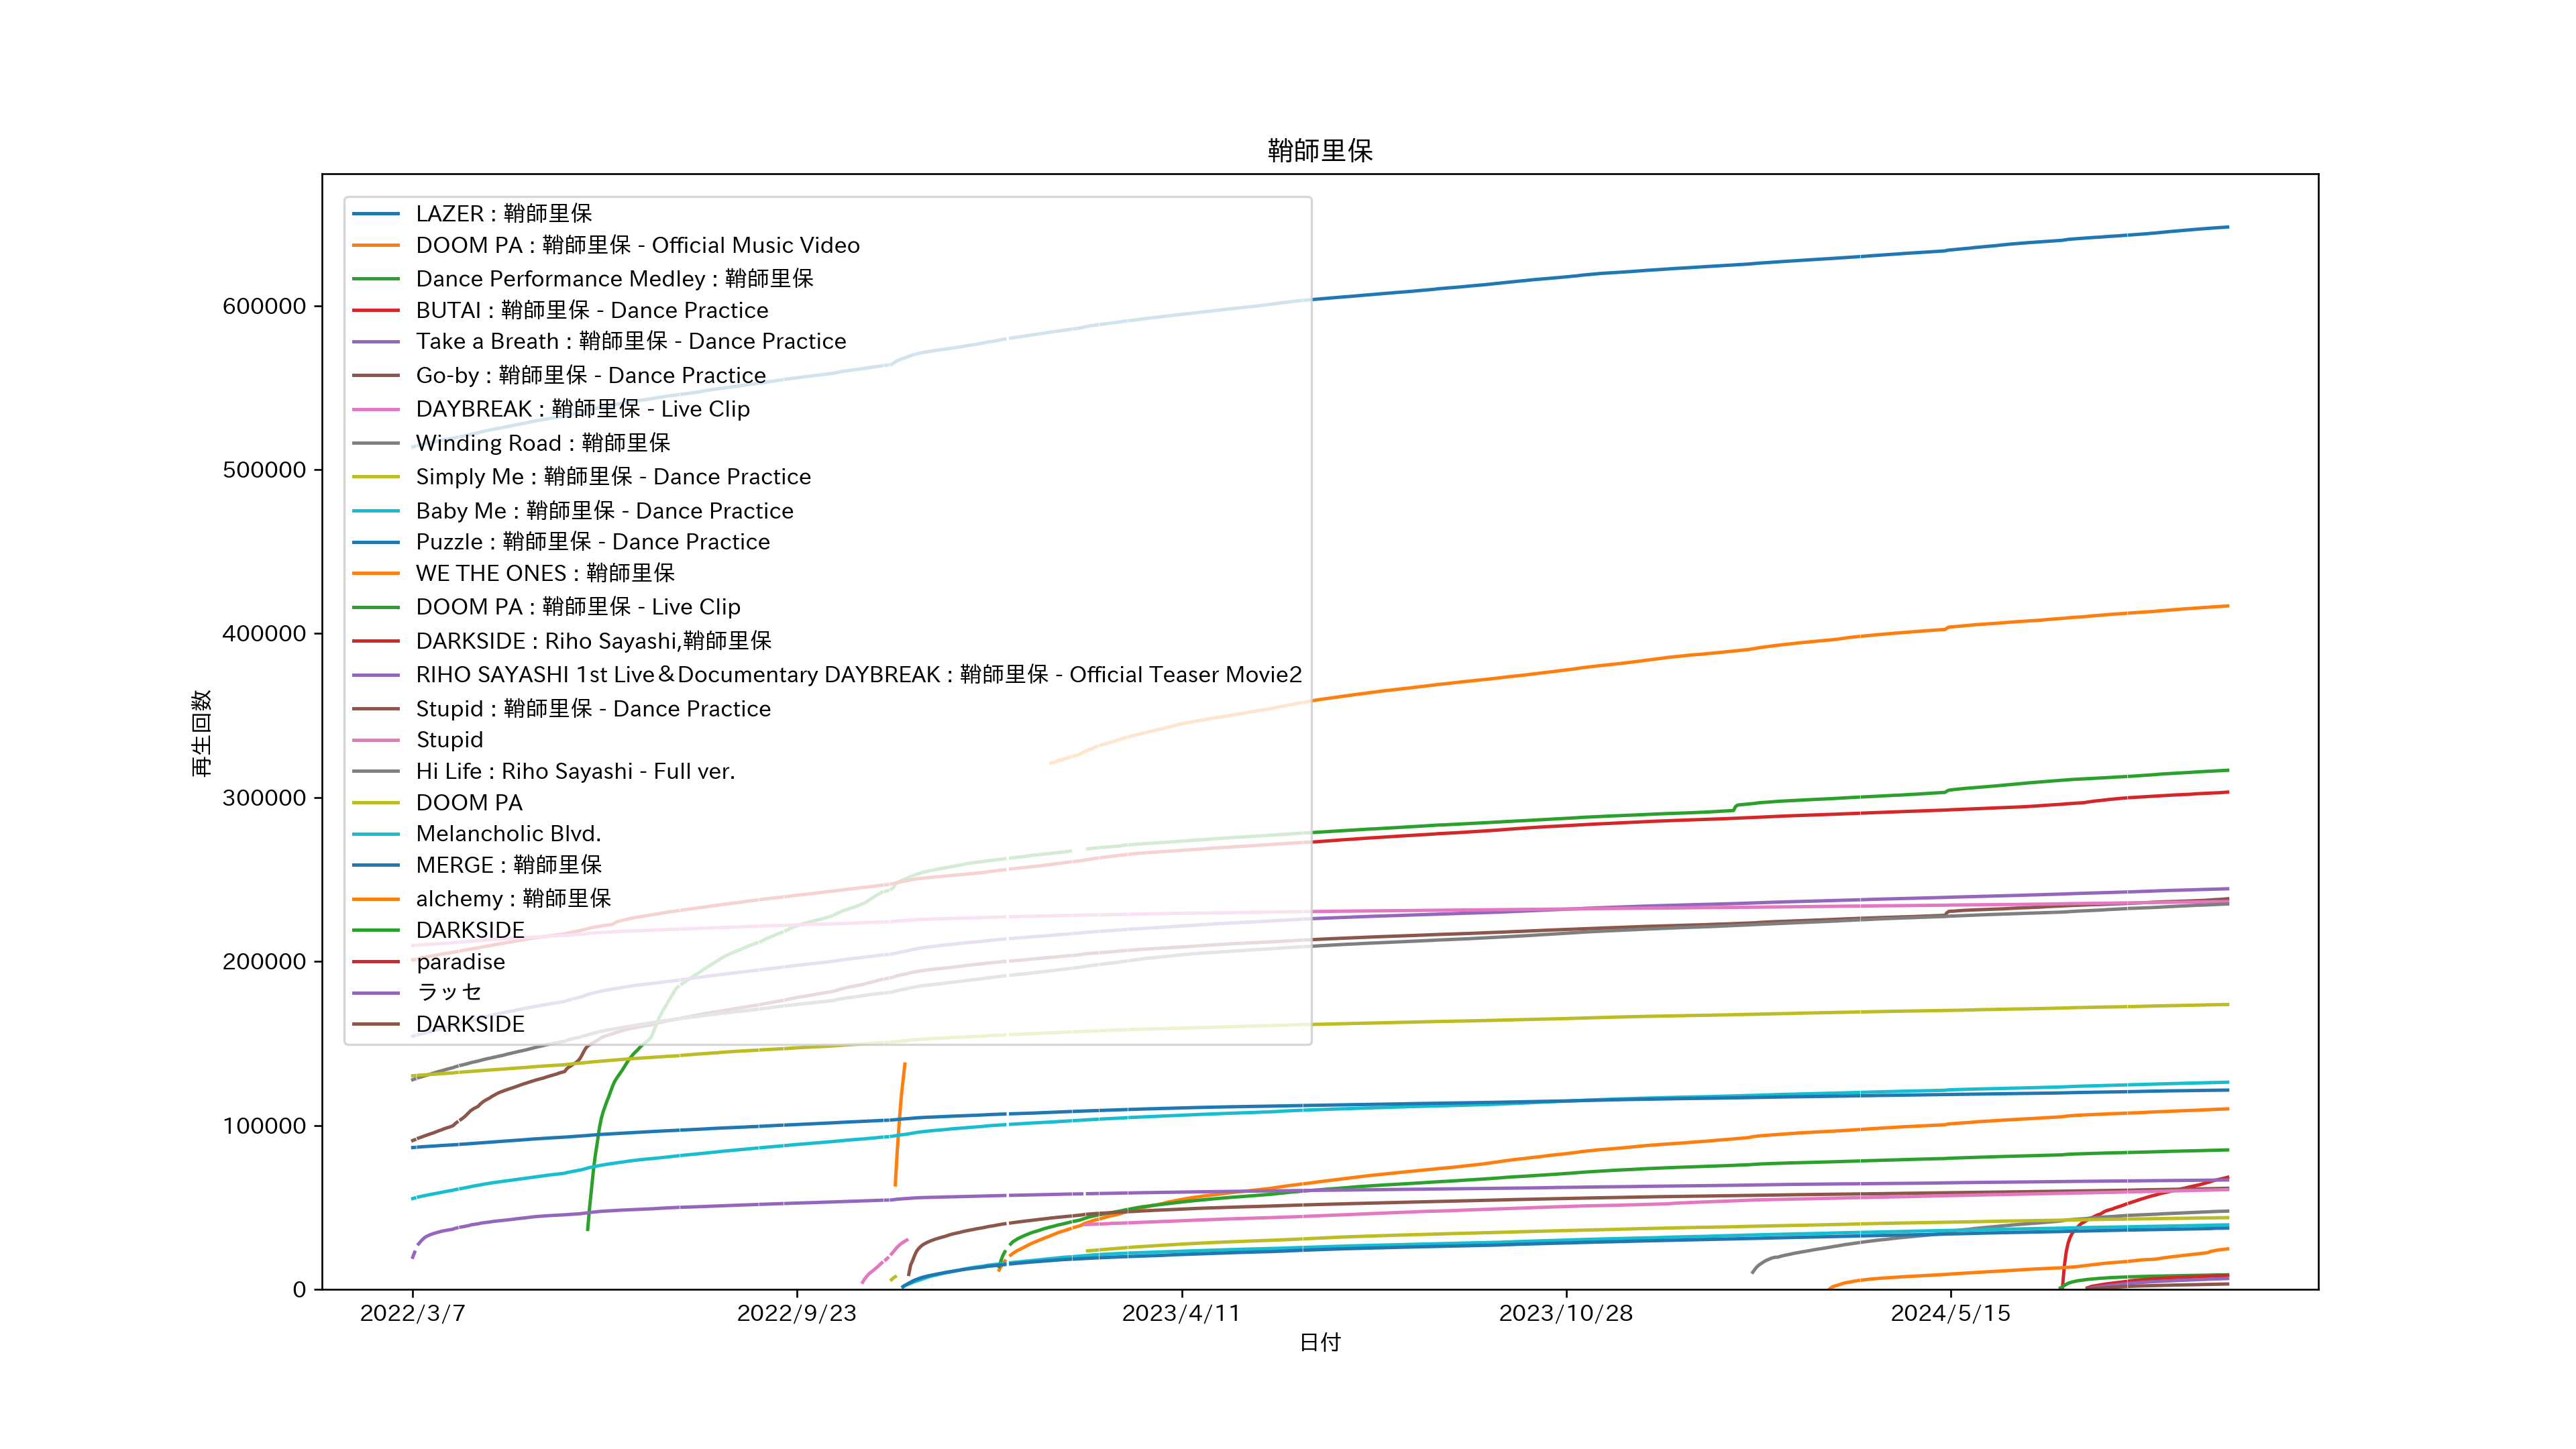 鞘師里保
LAZER : 鞘師里保
DOOM PA : 鞘師里保 - Official Music Video
Dance Performance Medley : 鞘師里保
BUTAI : 鞘師里保 - Dance Practice
Take a Breath : 鞘師里保 - Dance Practice
Go-by : 鞘師里保 - Dance Practice
DAYBREAK : 鞘師里保 - Live Clip
Winding Road : 鞘師里保
Simply Me : 鞘師里保 - Dance Practice
Baby Me : 鞘師里保 - Dance Practice
Puzzle : 鞘師里保 - Dance Practice
WE THE ONES : 鞘師里保
DOOM PA : 鞘師里保 - Live Clip
DARKSIDE : Riho Sayashi,鞘師里保
RIHO SAYASHI 1st Live＆Documentary DAYBREAK : 鞘師里保 - Official Teaser Movie2
Stupid : 鞘師里保 - Dance Practice
Stupid
Hi Life : Riho Sayashi - Full ver.
DOOM PA
Melancholic Blvd.
MERGE : 鞘師里保
alchemy : 鞘師里保
DARKSIDE
paradise
ラッセ
DARKSIDE
600000
500000
400000
300000
200000
100000
0
再生回数
2022/3/7
2022/9/23
2023/4/11
2023/10/28
2024/5/15
日付